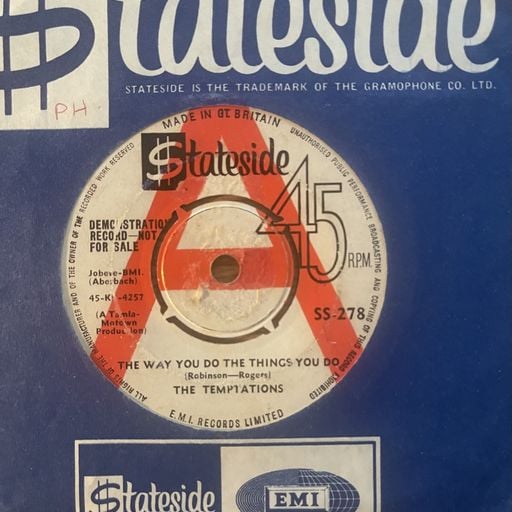 Stateside
STATESIDE IS THE TRADEMARK OF THE GRAMOPHONE CO. LTD.
PH.
MADE IN GT. BRITAIN
UNAUTHORISED PUBLIC PERFORMANCE BROADCASTING AND COPYING OF THIS RECORD PROHIBITED
ALL RIGHTS OF THE MANUFACTURER AND OF THE OWNER OF THE RECORDED WORK RESERVED
Stateside
A
45
R.P.M.
DEMONSTRATION
RECORD—NOT
FOR SALE
Jobete-BMI.
(Aberbach)
45-K-4257
SS-278
(A Tamla-
Motown
Production)
THE WAY YOU DO THE THINGS YOU DO
(Robinson—Rogers)
THE TEMPTATIONS
E.M.I. RECORDS LIMITED
Stateside
EMI